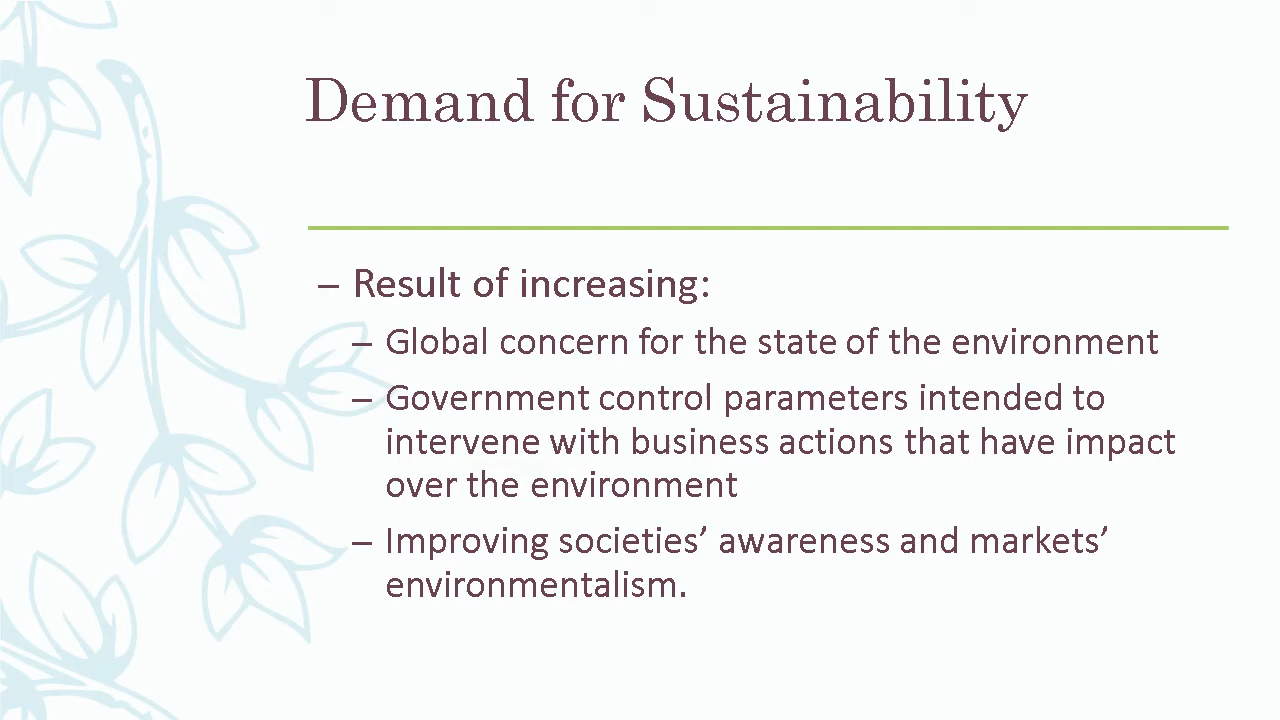 Demand for Sustainability
– Result of increasing:
– Global concern for the state of the environment
– Government control parameters intended to
intervene with business actions that have impact
over the environment
– Improving societies’ awareness and markets’
environmentalism.